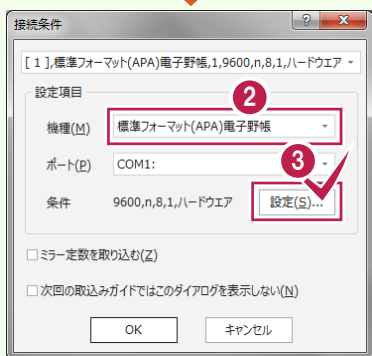 接続条件
[ 1 ],標準フォーマット(APA)電子野帳,1,9600,n,8,1,ハードウエア
設定項目
2
機種(M) 標準フォーマット(APA)電子野帳
3
ポート(P) COM1:
条件 9600,n,8,1,ハードウエア 設定(S)...
ミラー定数を取り込む(Z)
次回の取込みガイドではこのダイアログを表示しない(N)
OK キャンセル